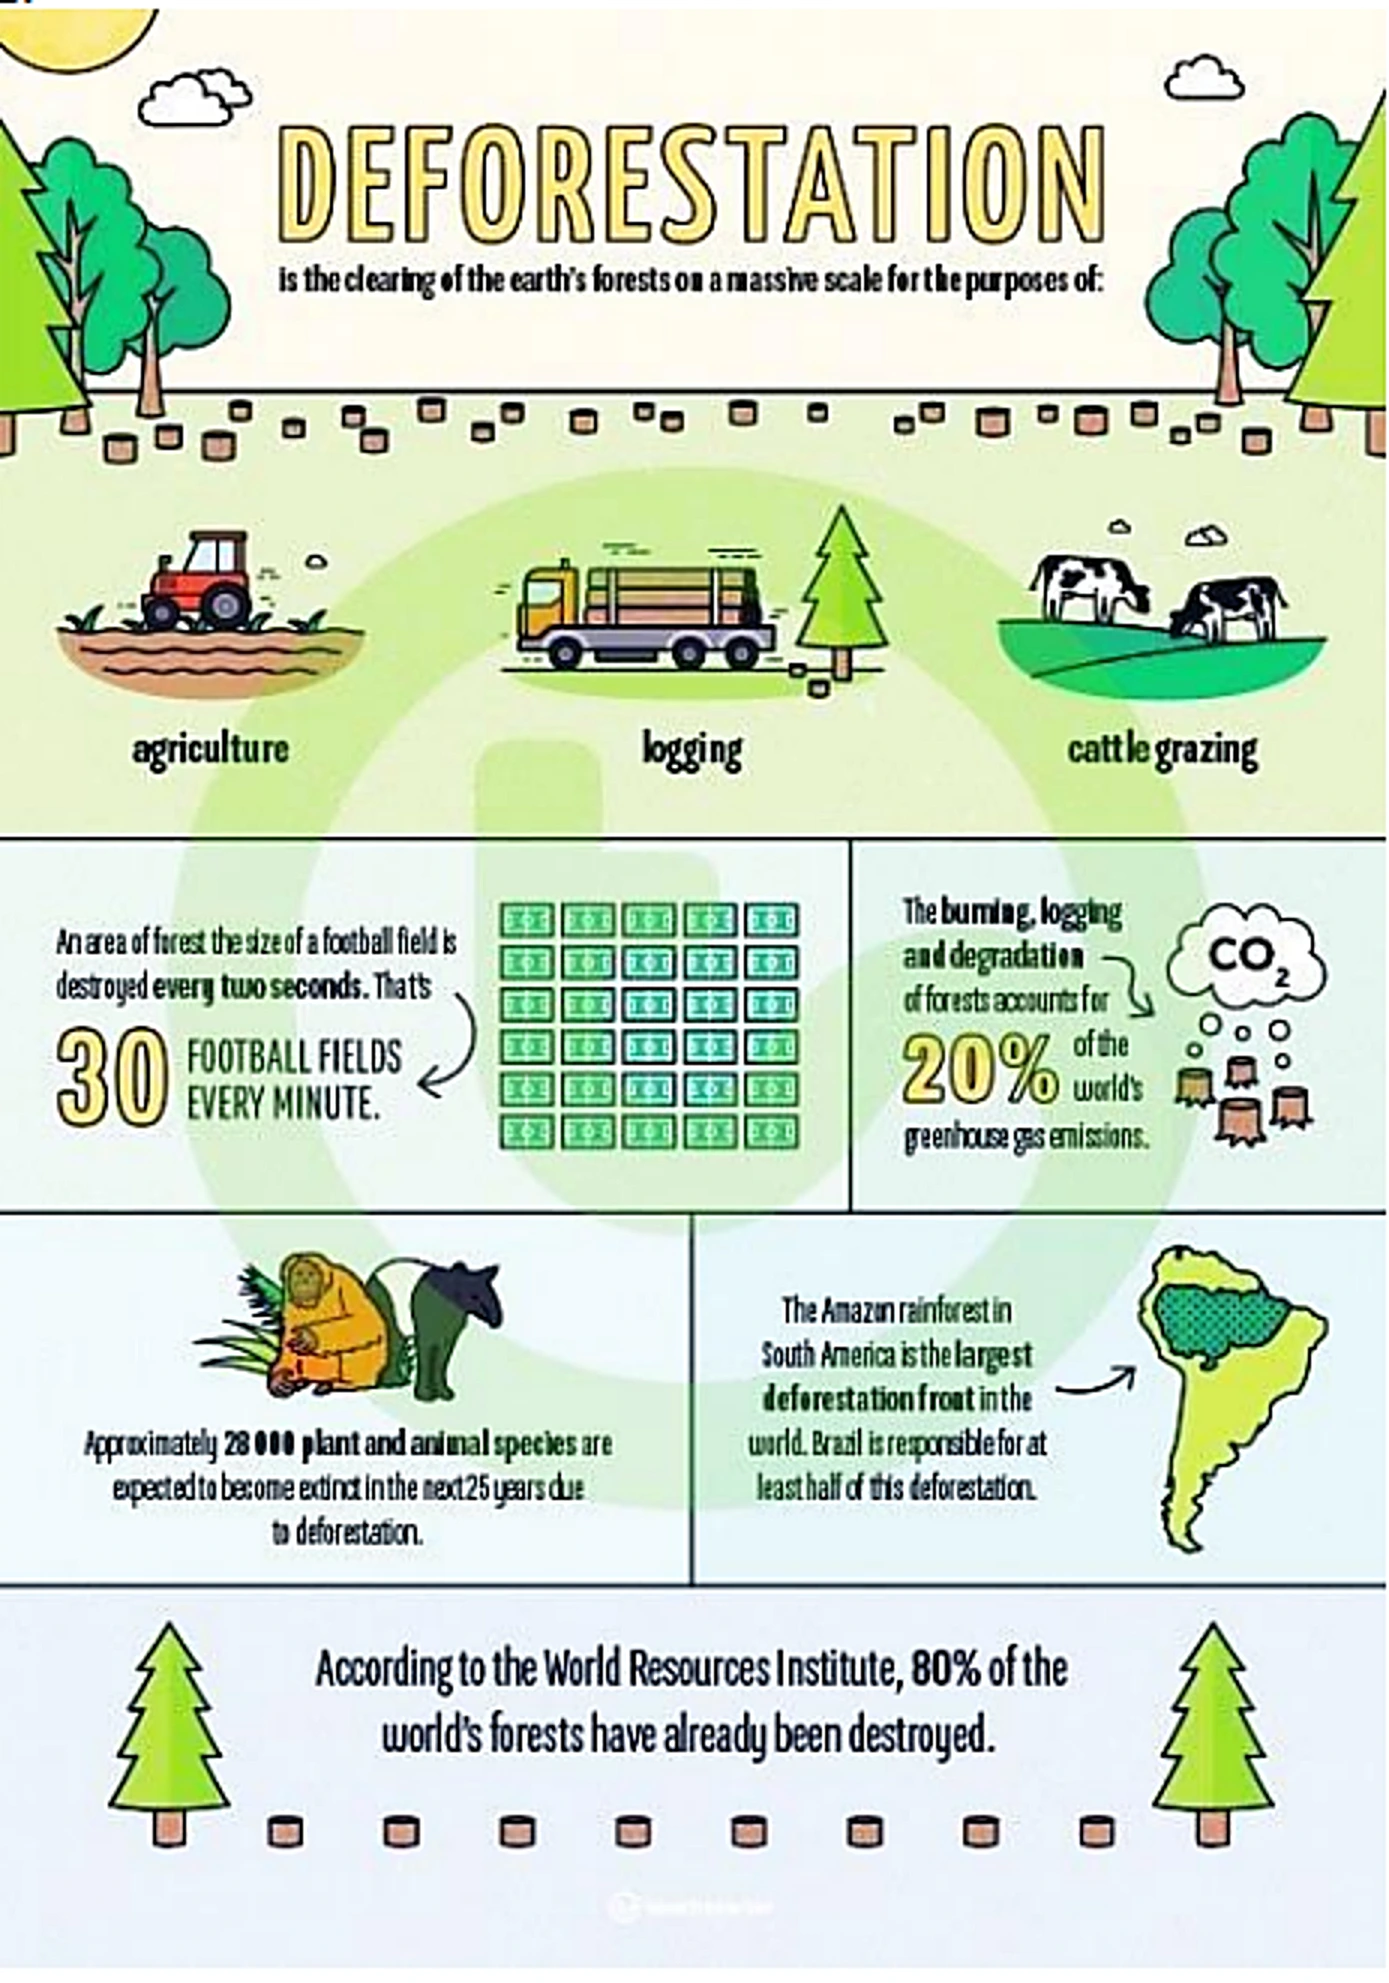 DEFORESTATION
is the clearing of the earth's forests on a massive scale for the purposes of:
agriculture
logging
cattle grazing
An area of forest the size of a football field is
destroyed every two seconds. That's
30 FOOTBALL FIELDS
EVERY MINUTE.
The burning, logging
and degradation
of forests accounts for
20% of the
world's
greenhouse gas emissions.
CO2
Approximately 28 000 plant and animal species are
expected to become extinct in the next 25 years due
to deforestation.
The Amazon rainforest in
South America is the largest
deforestation front in the
world. Brazil is responsible for at
least half of this deforestation.
According to the World Resources Institute, 80% of the
world's forests have already been destroyed.